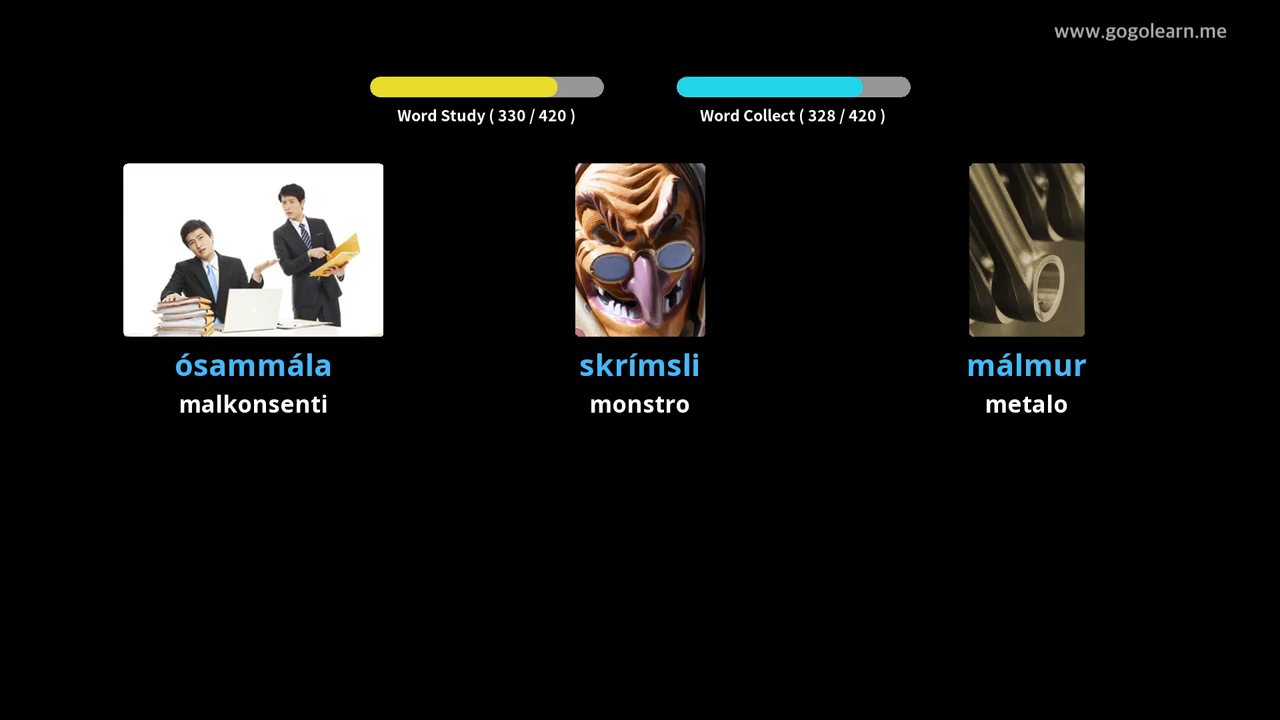 www.gogolearn.me
Word Study ( 330 / 420 )
Word Collect ( 328 / 420 )
ósammála
skrímsli
málmur
malkonsenti
monstro
metalo